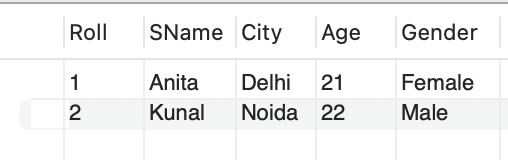 Roll SName City Age Gender
1 Anita Delhi 21 Female
2 Kunal Noida 22 Male